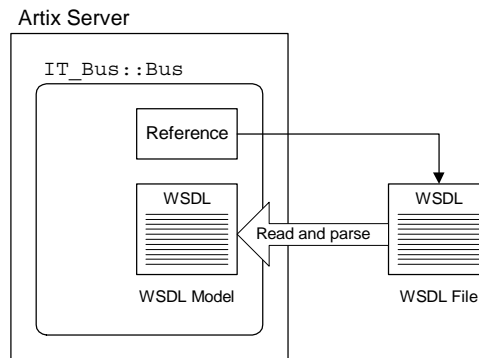 Artix Server
IT_Bus::Bus
Reference
WSDL
WSDL
Read and parse
WSDL Model
WSDL File